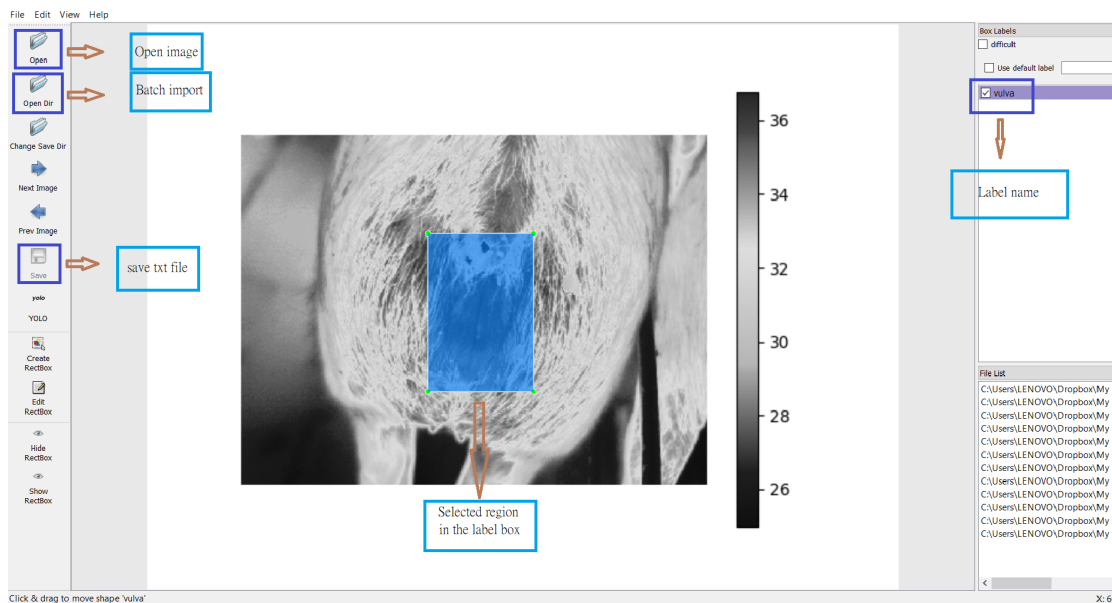 File Edit View Help
Open
Open Dir
Change Save Dir
Next Image
Prev Image
Save
yolo
YOLO
Create
RectBox
Edit
RectBox
Hide
RectBox
Show
RectBox
Open image
Batch import
save txt file
36
34
32
30
28
26
Selected region
in the label box
Box Labels
difficult
Use default label
vulva
Label name
File List
C:\Users\LENOVO\Dropbox\My
C:\Users\LENOVO\Dropbox\My
C:\Users\LENOVO\Dropbox\My
C:\Users\LENOVO\Dropbox\My
C:\Users\LENOVO\Dropbox\My
C:\Users\LENOVO\Dropbox\My
C:\Users\LENOVO\Dropbox\My
C:\Users\LENOVO\Dropbox\My
C:\Users\LENOVO\Dropbox\My
C:\Users\LENOVO\Dropbox\My
C:\Users\LENOVO\Dropbox\My
C:\Users\LENOVO\Dropbox\My
Click & drag to move shape 'vulva'
X: 6